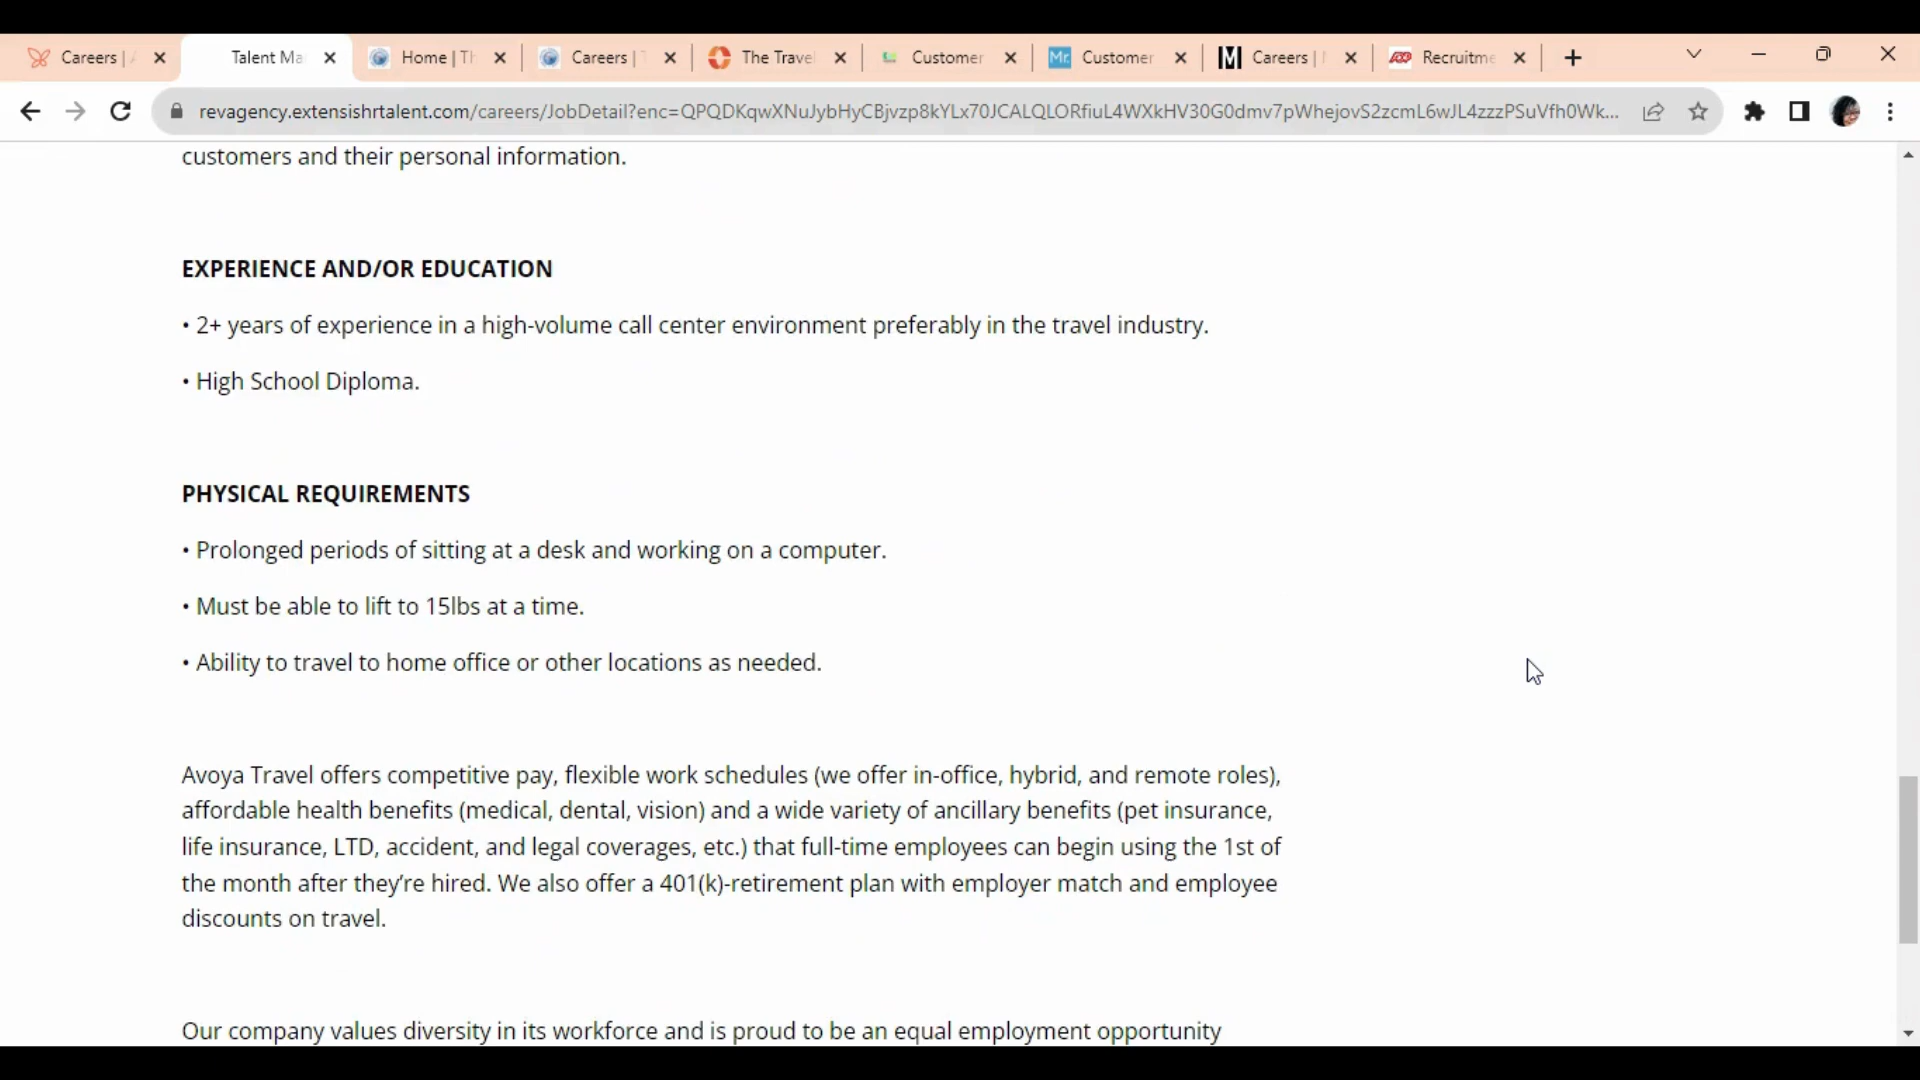 Careers | A
Talent Ma
Home | Th
Careers | T
The Trave
Customer
Mr. Customer
M Careers | M
ADP Recruitme
revagency.extensishrtalent.com/careers/JobDetail?enc=QPQDKqwXNuJybHyCBjvzp8kYLx70JCALQLORfiuL4WXkHV30G0dmv7pWhejovS2zcmL6wJL4zzzPSuVfh0Wk...
customers and their personal information.
EXPERIENCE AND/OR EDUCATION
• 2+ years of experience in a high-volume call center environment preferably in the travel industry.
• High School Diploma.
PHYSICAL REQUIREMENTS
• Prolonged periods of sitting at a desk and working on a computer.
• Must be able to lift to 15lbs at a time.
• Ability to travel to home office or other locations as needed.
Avoya Travel offers competitive pay, flexible work schedules (we offer in-office, hybrid, and remote roles),
affordable health benefits (medical, dental, vision) and a wide variety of ancillary benefits (pet insurance,
life insurance, LTD, accident, and legal coverages, etc.) that full-time employees can begin using the 1st of
the month after they’re hired. We also offer a 401(k)-retirement plan with employer match and employee
discounts on travel.
Our company values diversity in its workforce and is proud to be an equal employment opportunity